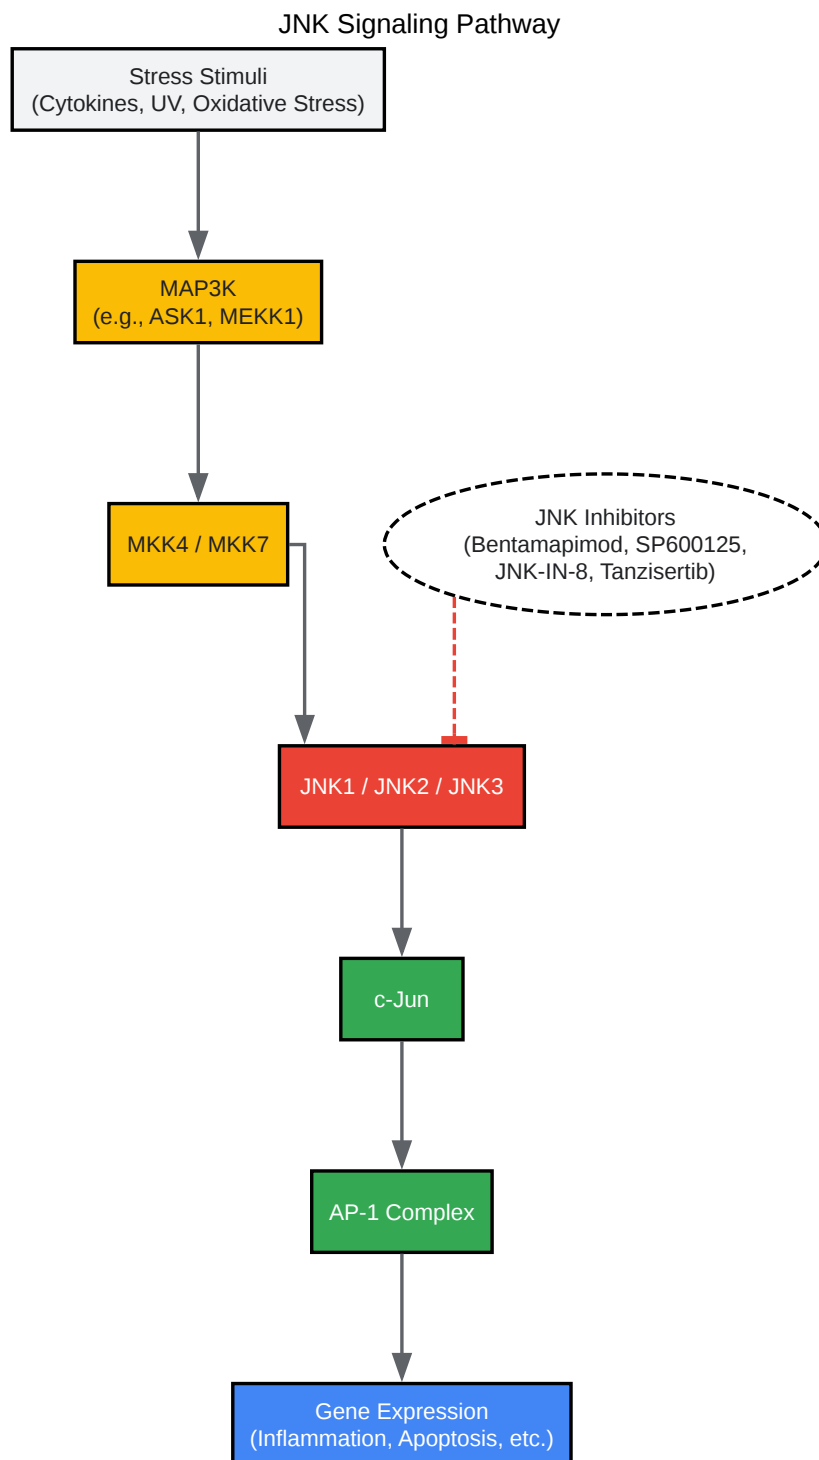 JNK Signaling Pathway
Stress Stimuli
(Cytokines, UV, Oxidative Stress)
MAP3K
(e.g., ASK1, MEKK1)
MKK4 / MKK7
JNK Inhibitors
(Bentamapimod, SP600125,
JNK-IN-8, Tanzisertib)
JNK1 / JNK2 / JNK3
c-Jun
AP-1 Complex
Gene Expression
(Inflammation, Apoptosis, etc.)